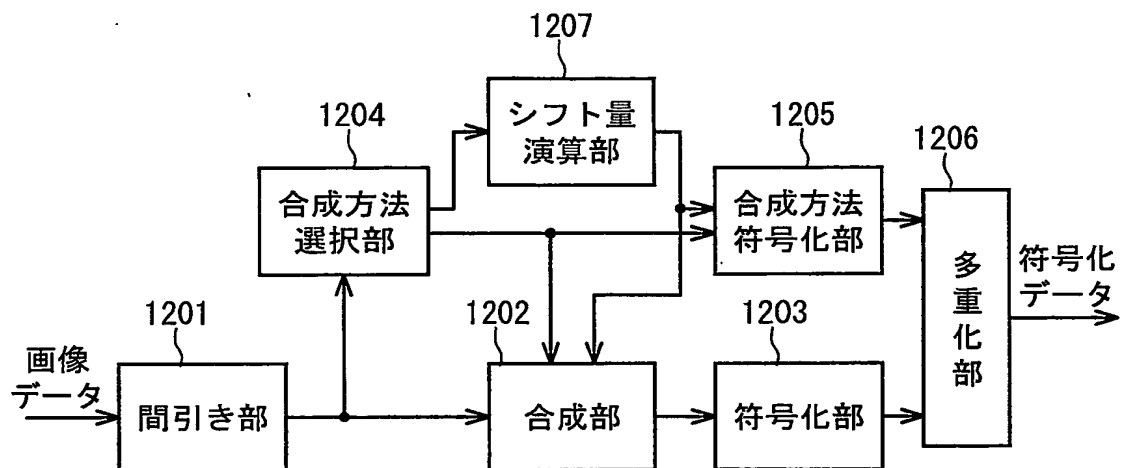 1207
シフト量
演算部
1204
合成方法
選択部
1205
合成方法
符号化部
1206
多重化部
符号化
データ
1201
間引き部
画像
データ
1202
合成部
1203
符号化部